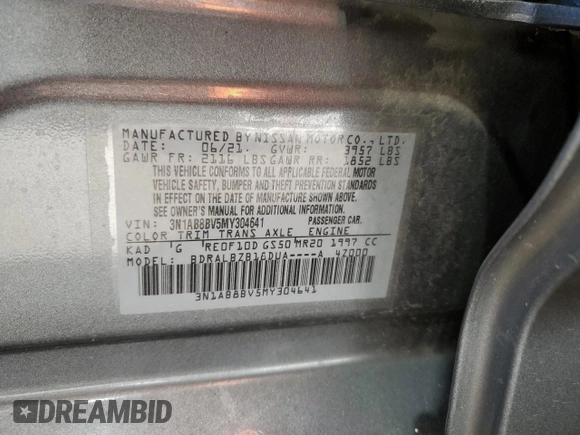 MANUFACTURED BY NISSAN MOTOR CO., LTD.
DATE: 06/21. GVWR: 3957 LBS
GAWR FR: 2116 LBS GAWR RR: 1852 LBS
THIS VEHICLE CONFORMS TO ALL APPLICABLE FEDERAL MOTOR
VEHICLE SAFETY, BUMPER AND THEFT PREVENTION STANDARDS
IN EFFECT ON THE DATE OF MANUFACTURE SHOWN ABOVE.
SEE OWNER'S MANUAL FOR ADDITIONAL INFORMATION.
VIN: 3N1AB8BV5MY304641 PASSENGER CAR.
COLOR TRIM TRANS AXLE ENGINE
KAD G RE0F10D GS50 MR20 1997 CC
MODEL: BDRALBZB18DUA----A 47000
3N1AB8BV5MY304641
DREAMBID